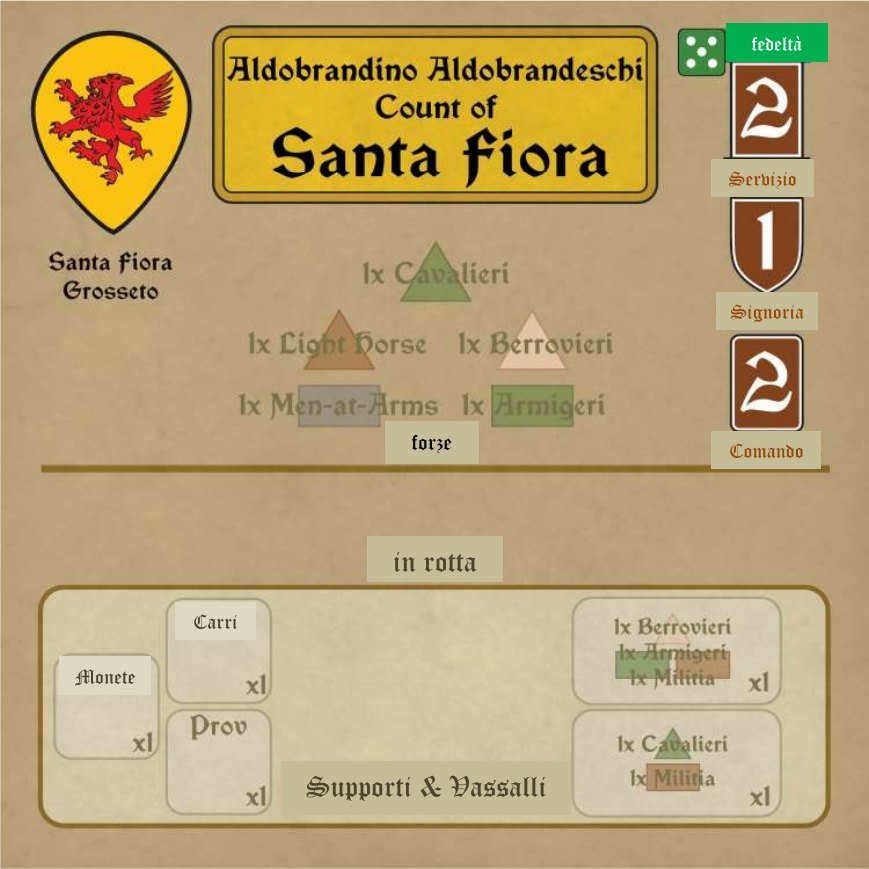 Aldobrandino Aldobrandeschi
Count of
Santa Fiora
fedeltà
2
Servizio
1
Signoria
2
Comando
Santa Fiora
Grosseto
1x Cavalieri
1x Light Horse 1x Berrovieri
1x Men-at-Arms 1x Armigeri
forze
in rotta
Monete
x1
Carri
x1
Prov
x1
Supporti & Vassalli
1x Berrovieri
1x Armigeri
1x Militia
x1
1x Cavalieri
1x Militia
x1